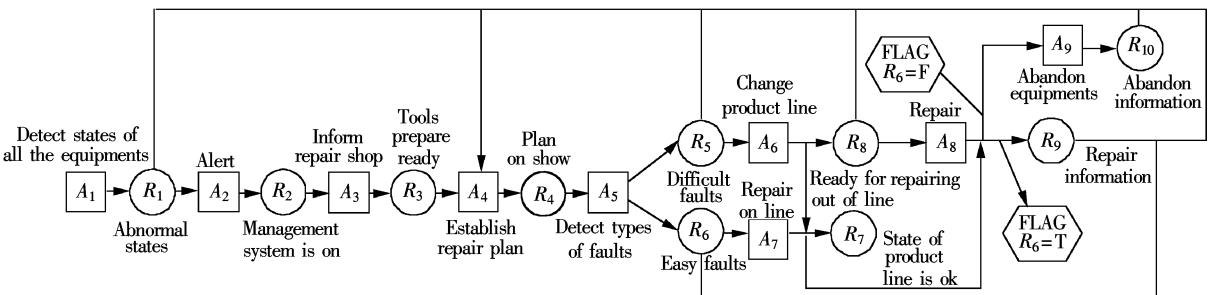 Detect states of
all the equipments
A1
R1
Abnormal
states
Alert
A2
R2
Management
system is on
Inform
repair shop
A3
Tools
prepare
ready
R3
A4
Establish
repair plan
Plan
on show
R4
A5
Detect types
of faults
R5
Difficult
faults
R6
Easy faults
Change
product line
A6
Repair
on line
A7
R8
Ready for repairing
out of line
R7
State of
product
line is ok
FLAG
R6=F
Repair
A8
A9
Abandon
equipments
R10
Abandon
information
R9
Repair
information
FLAG
R6=T